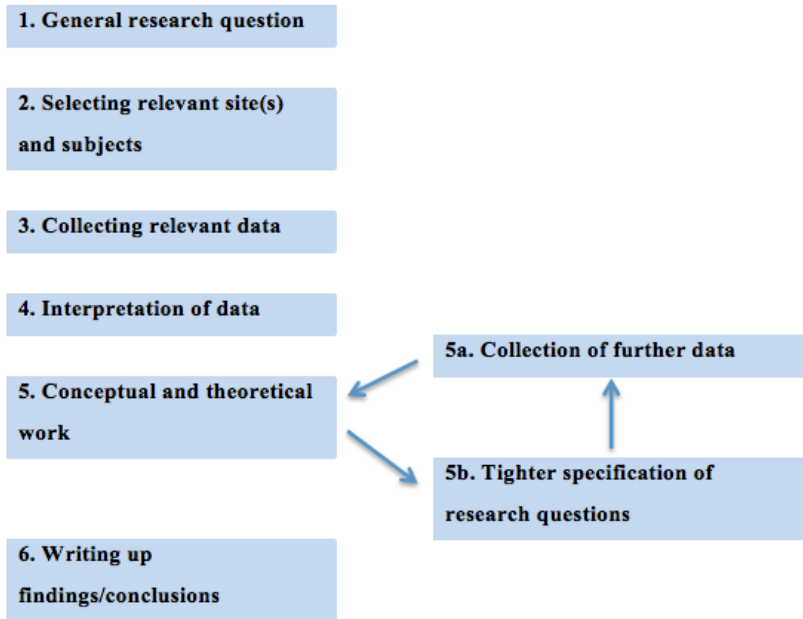 1. General research question
2. Selecting relevant site(s)
and subjects
3. Collecting relevant data
4. Interpretation of data
5. Conceptual and theoretical
work
5a. Collection of further data
5b. Tighter specification of
research questions
6. Writing up
findings/conclusions